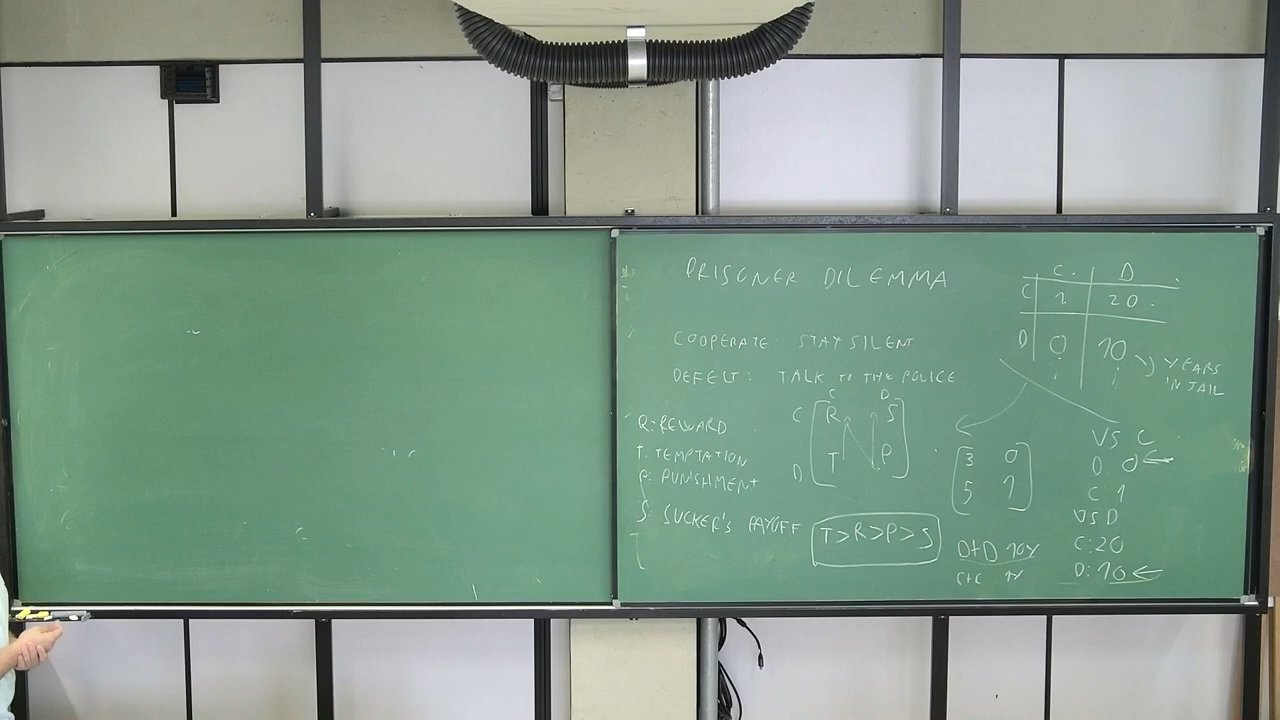 PRISONER DILEMMA
C D
C 1 20
D 0 10
YEARS
IN JAIL
COOPERATE: STAY SILENT
DEFECT: TALK TO THE POLICE
R: REWARD
T: TEMPTATION
P: PUNISHMENT
S: SUCKER'S PAYOFF
C D
C R S
D T P
T>R>P>S
3 0
5 1
D+D 10Y
C+C 1Y
VS C
D 0 ←
C: 1
VS D
C: 20
D: 10 ←